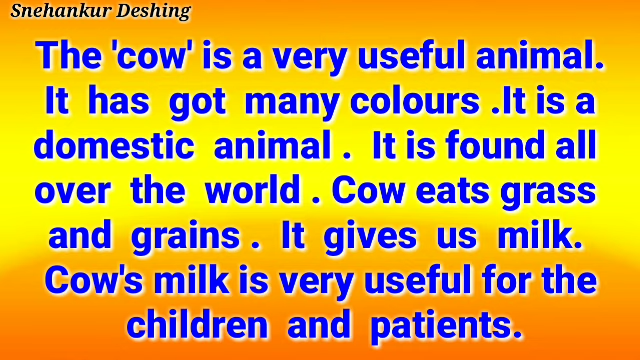 Snehankur Deshing
The 'cow' is a very useful animal.
It has got many colours .It is a
domestic animal . It is found all
over the world . Cow eats grass
and grains . It gives us milk.
Cow's milk is very useful for the
children and patients.